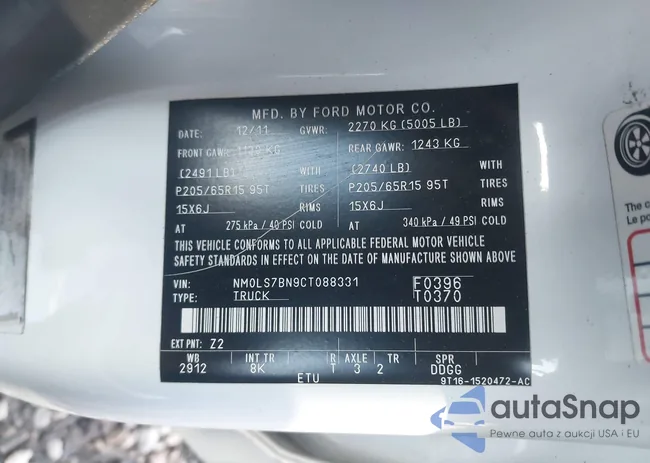 MFD. BY FORD MOTOR CO.
DATE: 12/11 GVWR: 2270 KG (5005 LB)
FRONT GAWR: 1130 KG REAR GAWR: 1243 KG
(2491 LB) WITH (2740 LB) WITH
P205/65R15 95T TIRES P205/65R15 95T TIRES
15X6J RIMS 15X6J RIMS
AT 275 kPa / 40 PSI COLD AT 340 kPa / 49 PSI COLD
THIS VEHICLE CONFORMS TO ALL APPLICABLE FEDERAL MOTOR VEHICLE
SAFETY STANDARDS IN EFFECT ON THE DATE OF MANUFACTURE SHOWN ABOVE
VIN: NM0LS7BN9CT088331 F0396
TYPE: TRUCK T0370
EXT PNT: Z2
WB INT TR R AXLE TR SPR
2912 8K T 3 2 DDGG
ETU 9T16-1520472-AC
The c
Le po
autaSnap
Pewne auta z aukcji USA i EU